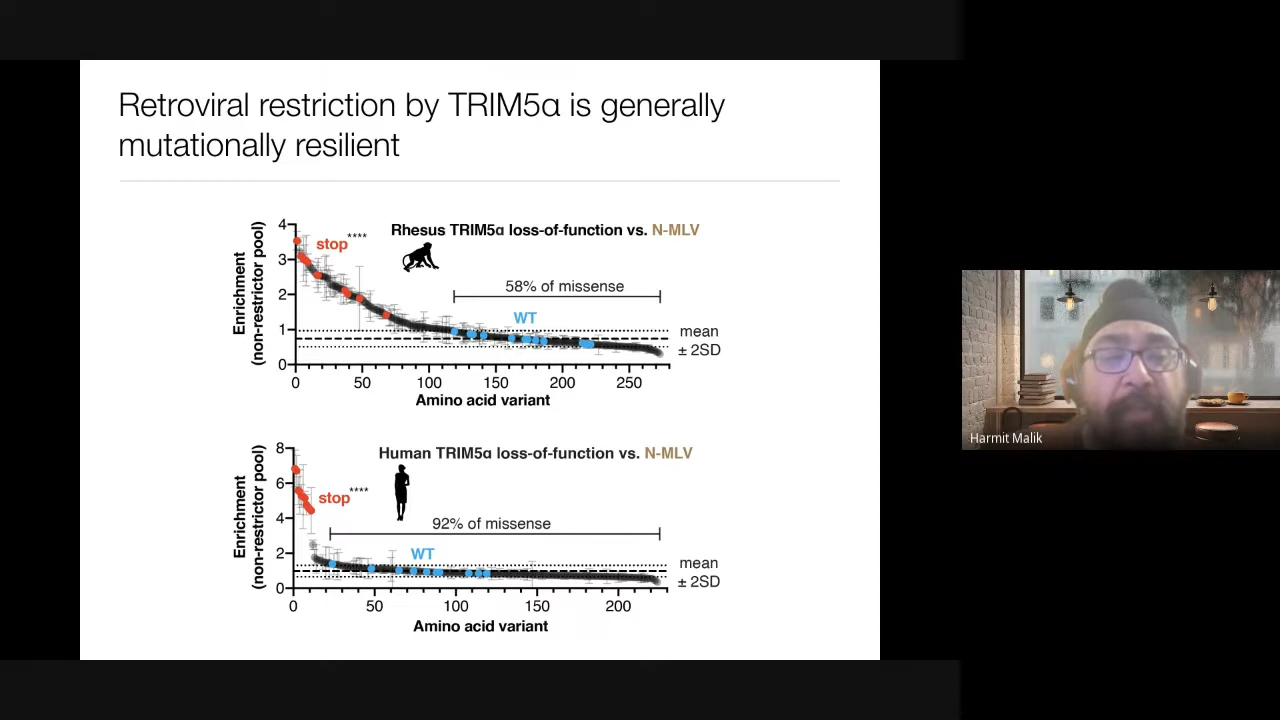 Retroviral restriction by TRIM5α is generally
mutationally resilient
Enrichment
(non-restrictor pool)
4
3
2
1
0
stop****
Rhesus TRIM5α loss-of-function vs. N-MLV
58% of missense
WT
mean
± 2SD
0 50 100 150 200 250
Amino acid variant
Enrichment
(non-restrictor pool)
8
6
4
2
0
stop****
Human TRIM5α loss-of-function vs. N-MLV
92% of missense
WT
mean
± 2SD
0 50 100 150 200
Amino acid variant
Harmit Malik